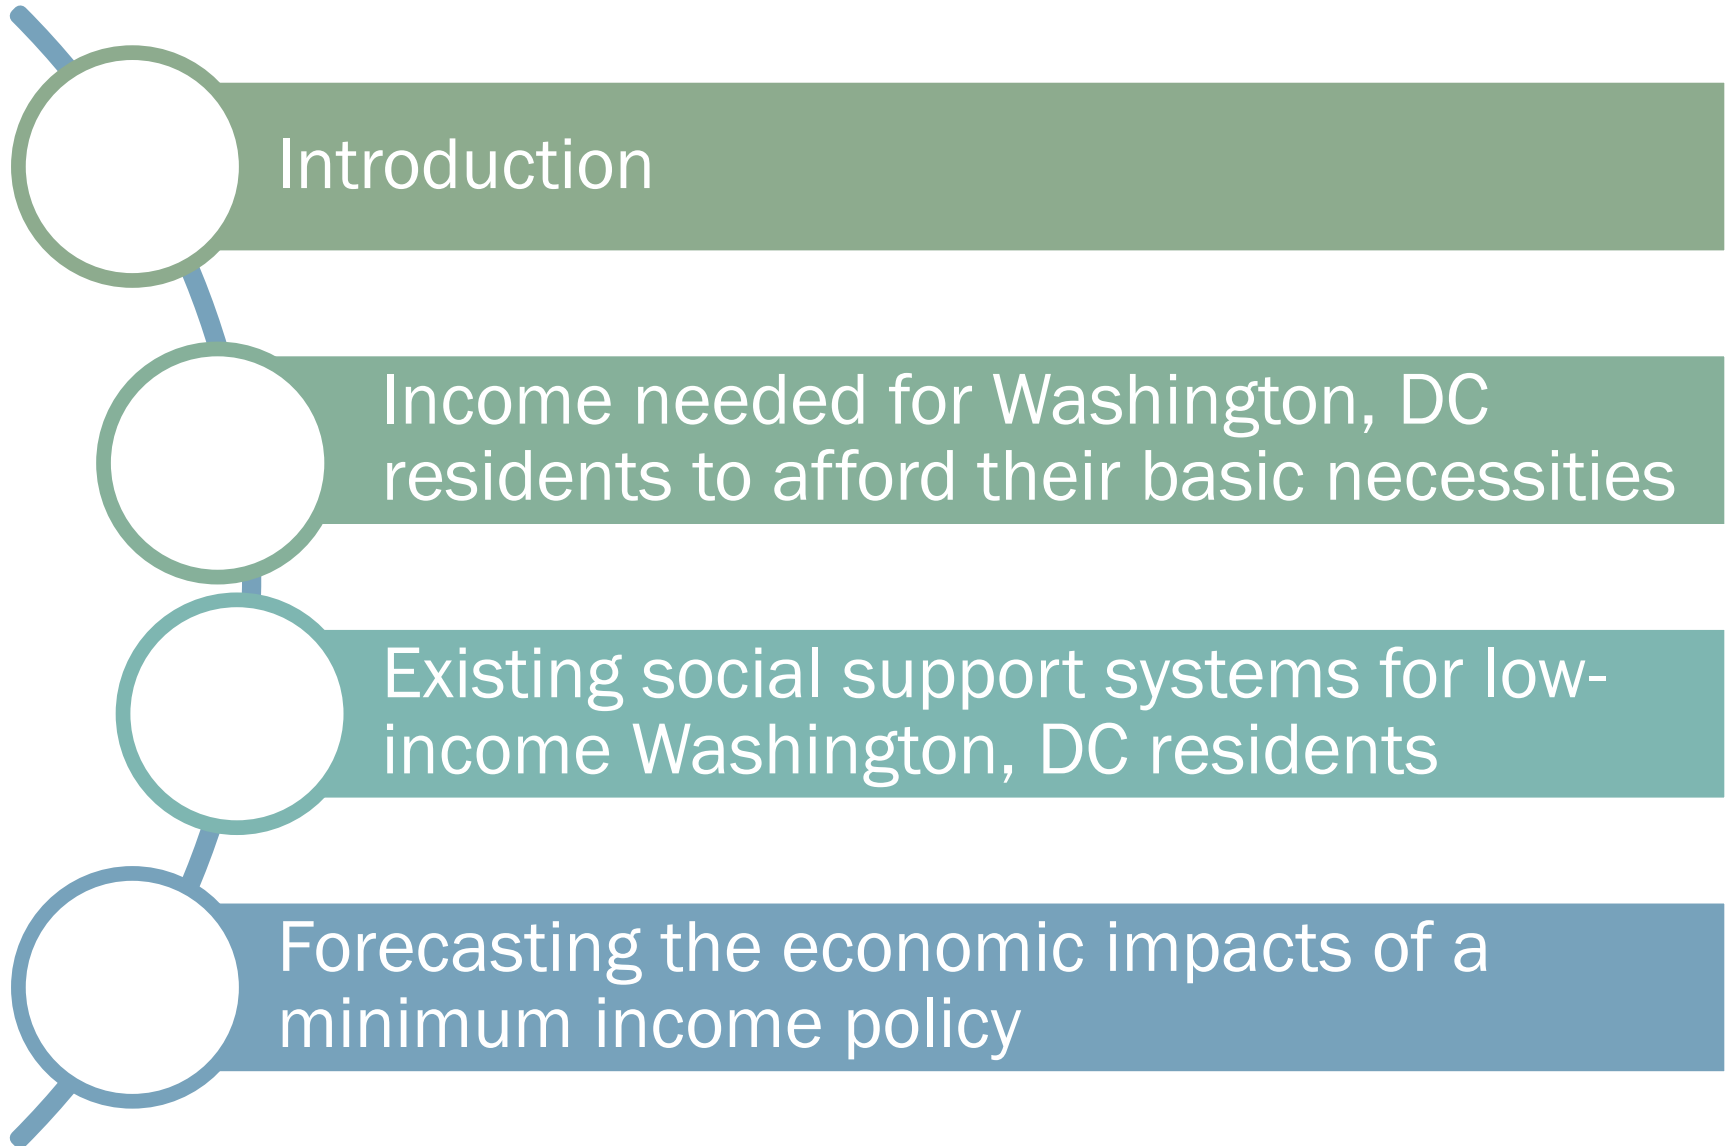 Introduction
Income needed for Washington, DC
residents to afford their basic necessities
Existing social support systems for low-
income Washington, DC residents
Forecasting the economic impacts of a
minimum income policy